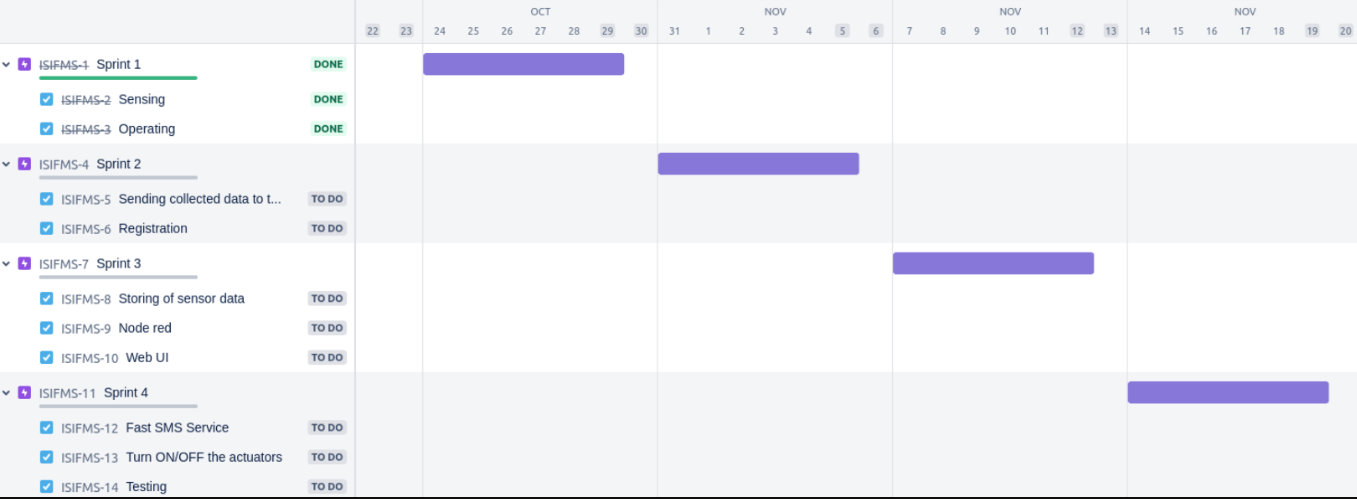 OCT NOV NOV NOV
22 23 24 25 26 27 28 29 30 31 1 2 3 4 5 6 7 8 9 10 11 12 13 14 15 16 17 18 19 20
ISIFMS-1 Sprint 1 DONE
ISIFMS-2 Sensing DONE
ISIFMS-3 Operating DONE
ISIFMS-4 Sprint 2
ISIFMS-5 Sending collected data to t... TO DO
ISIFMS-6 Registration TO DO
ISIFMS-7 Sprint 3
ISIFMS-8 Storing of sensor data TO DO
ISIFMS-9 Node red TO DO
ISIFMS-10 Web UI TO DO
ISIFMS-11 Sprint 4
ISIFMS-12 Fast SMS Service TO DO
ISIFMS-13 Turn ON/OFF the actuators TO DO
ISIFMS-14 Testing TO DO